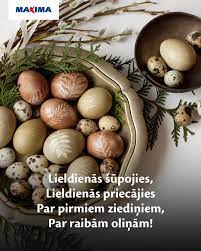 MAXIMA
Lieldienās šūpojies,
Lieldienās priecājies
Par pirmiem ziediņiem,
Par raibām oliņām!